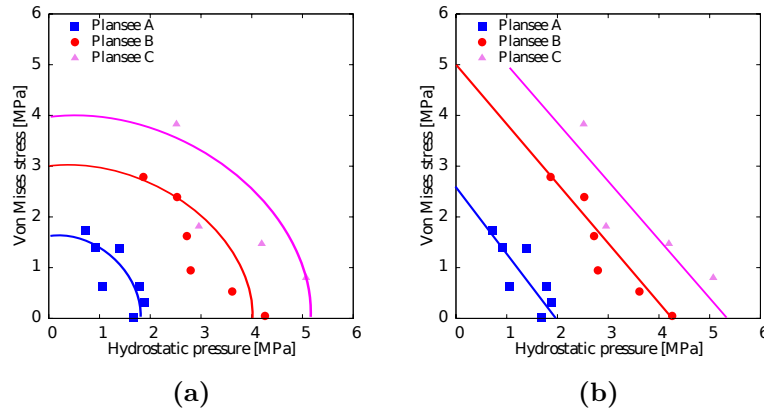 6
5
4
3
2
1
0
Von Mises stress [MPa]
Plansee A
Plansee B
Plansee C
0 1 2 3 4 5 6
Hydrostatic pressure [MPa]
(a)
6
5
4
3
2
1
0
Von Mises stress [MPa]
Plansee A
Plansee B
Plansee C
0 1 2 3 4 5 6
Hydrostatic pressure [MPa]
(b)